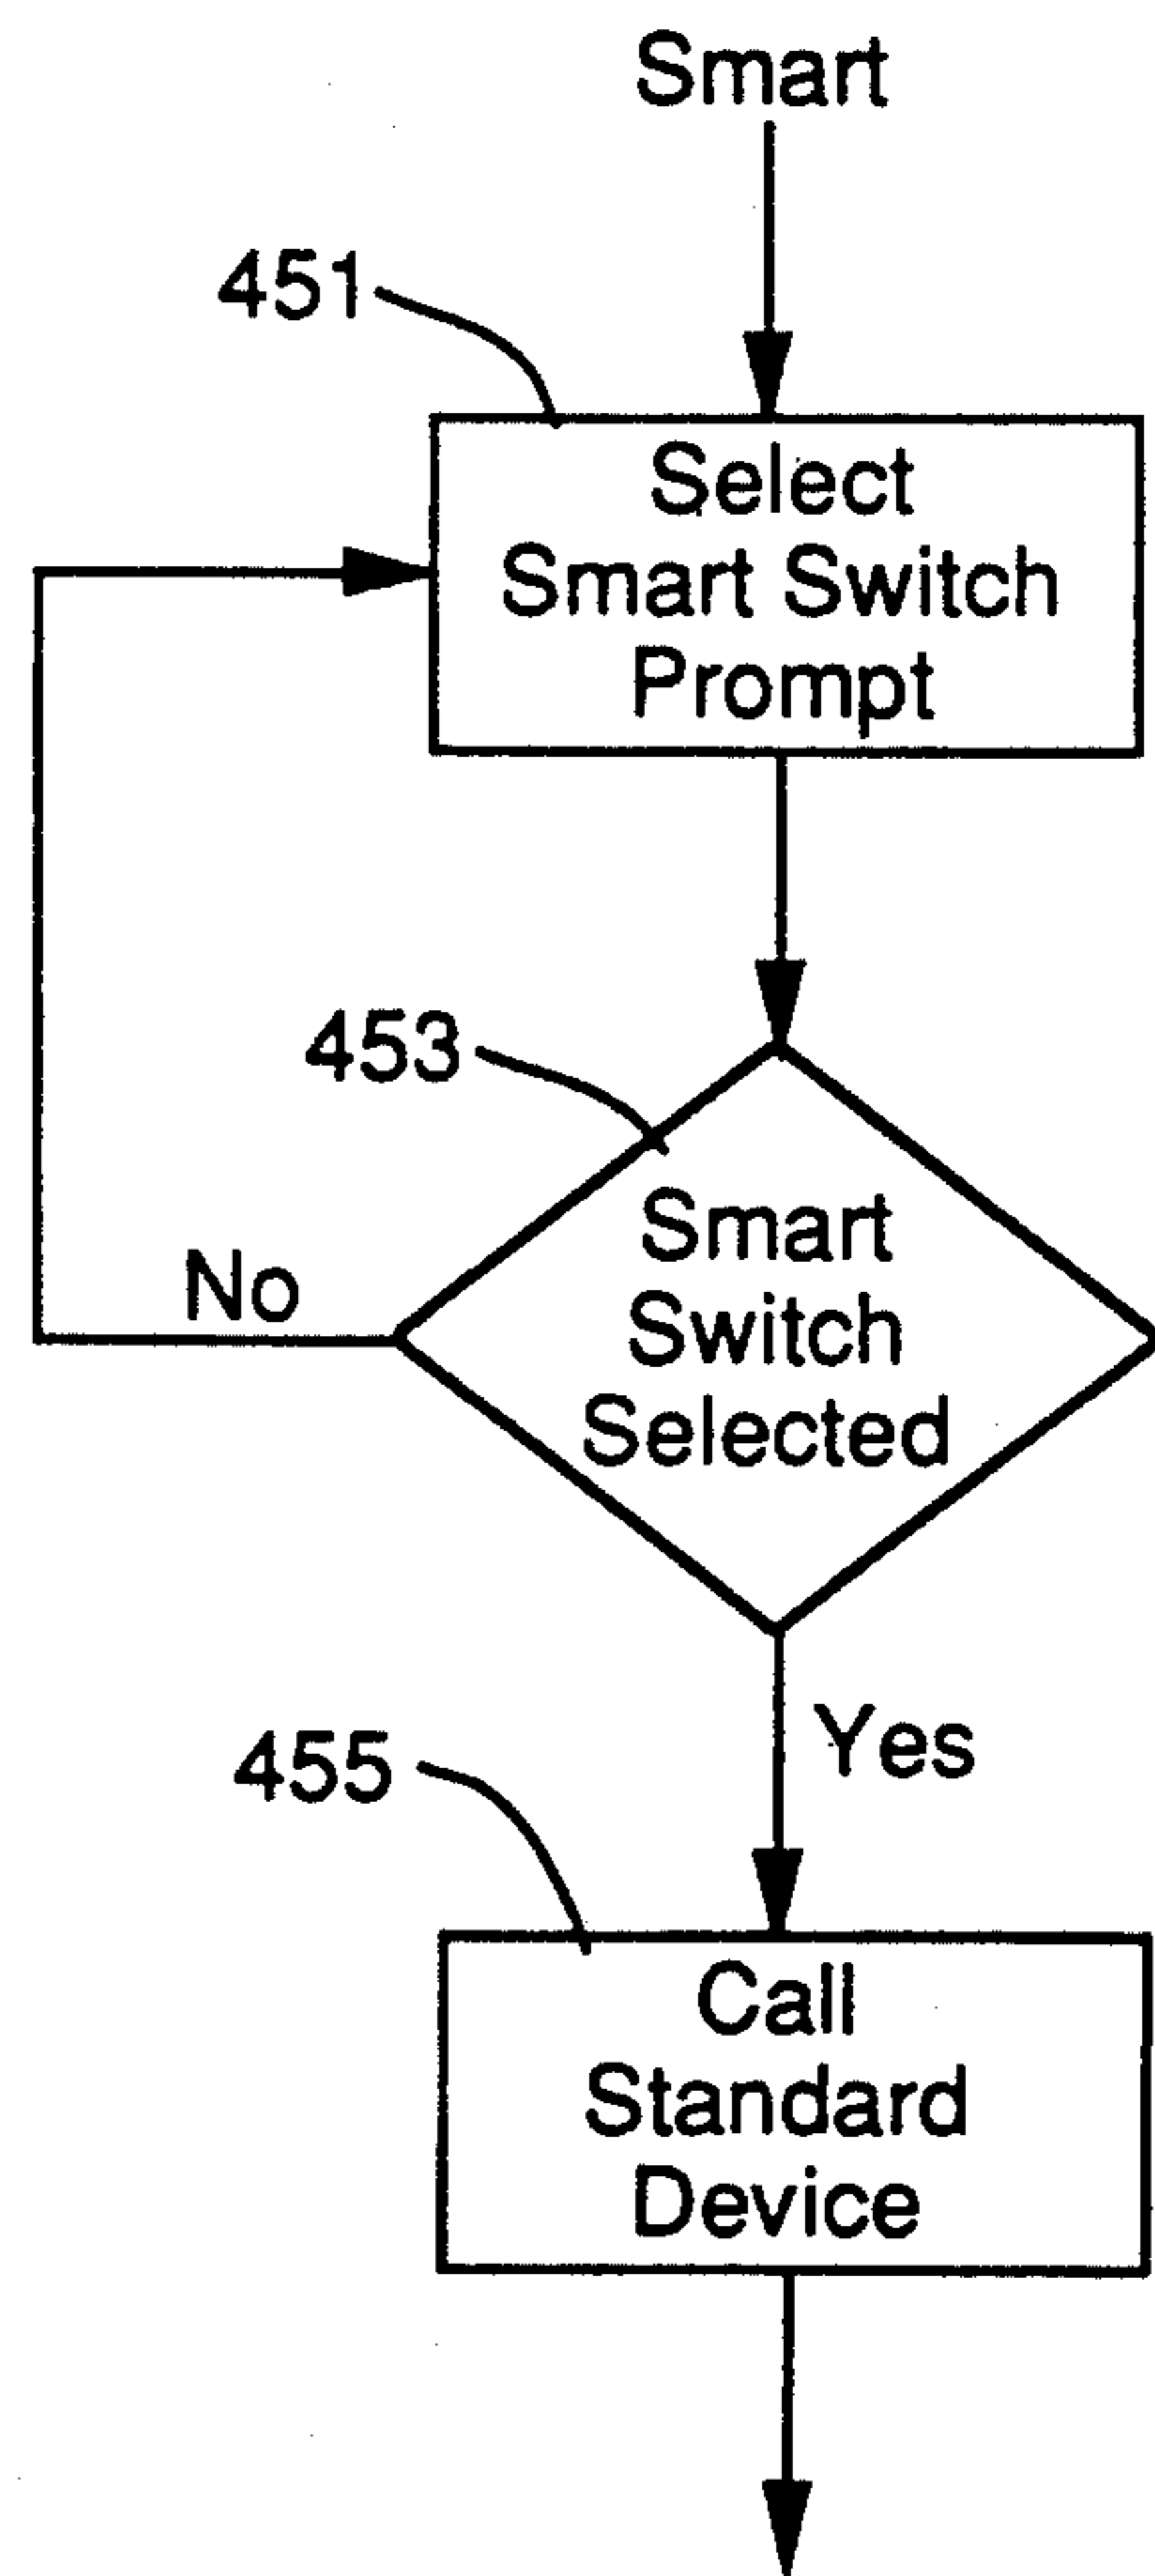 Smart
451
Select
Smart Switch
Prompt
453
Smart
Switch
Selected
No
Yes
455
Call
Standard
Device